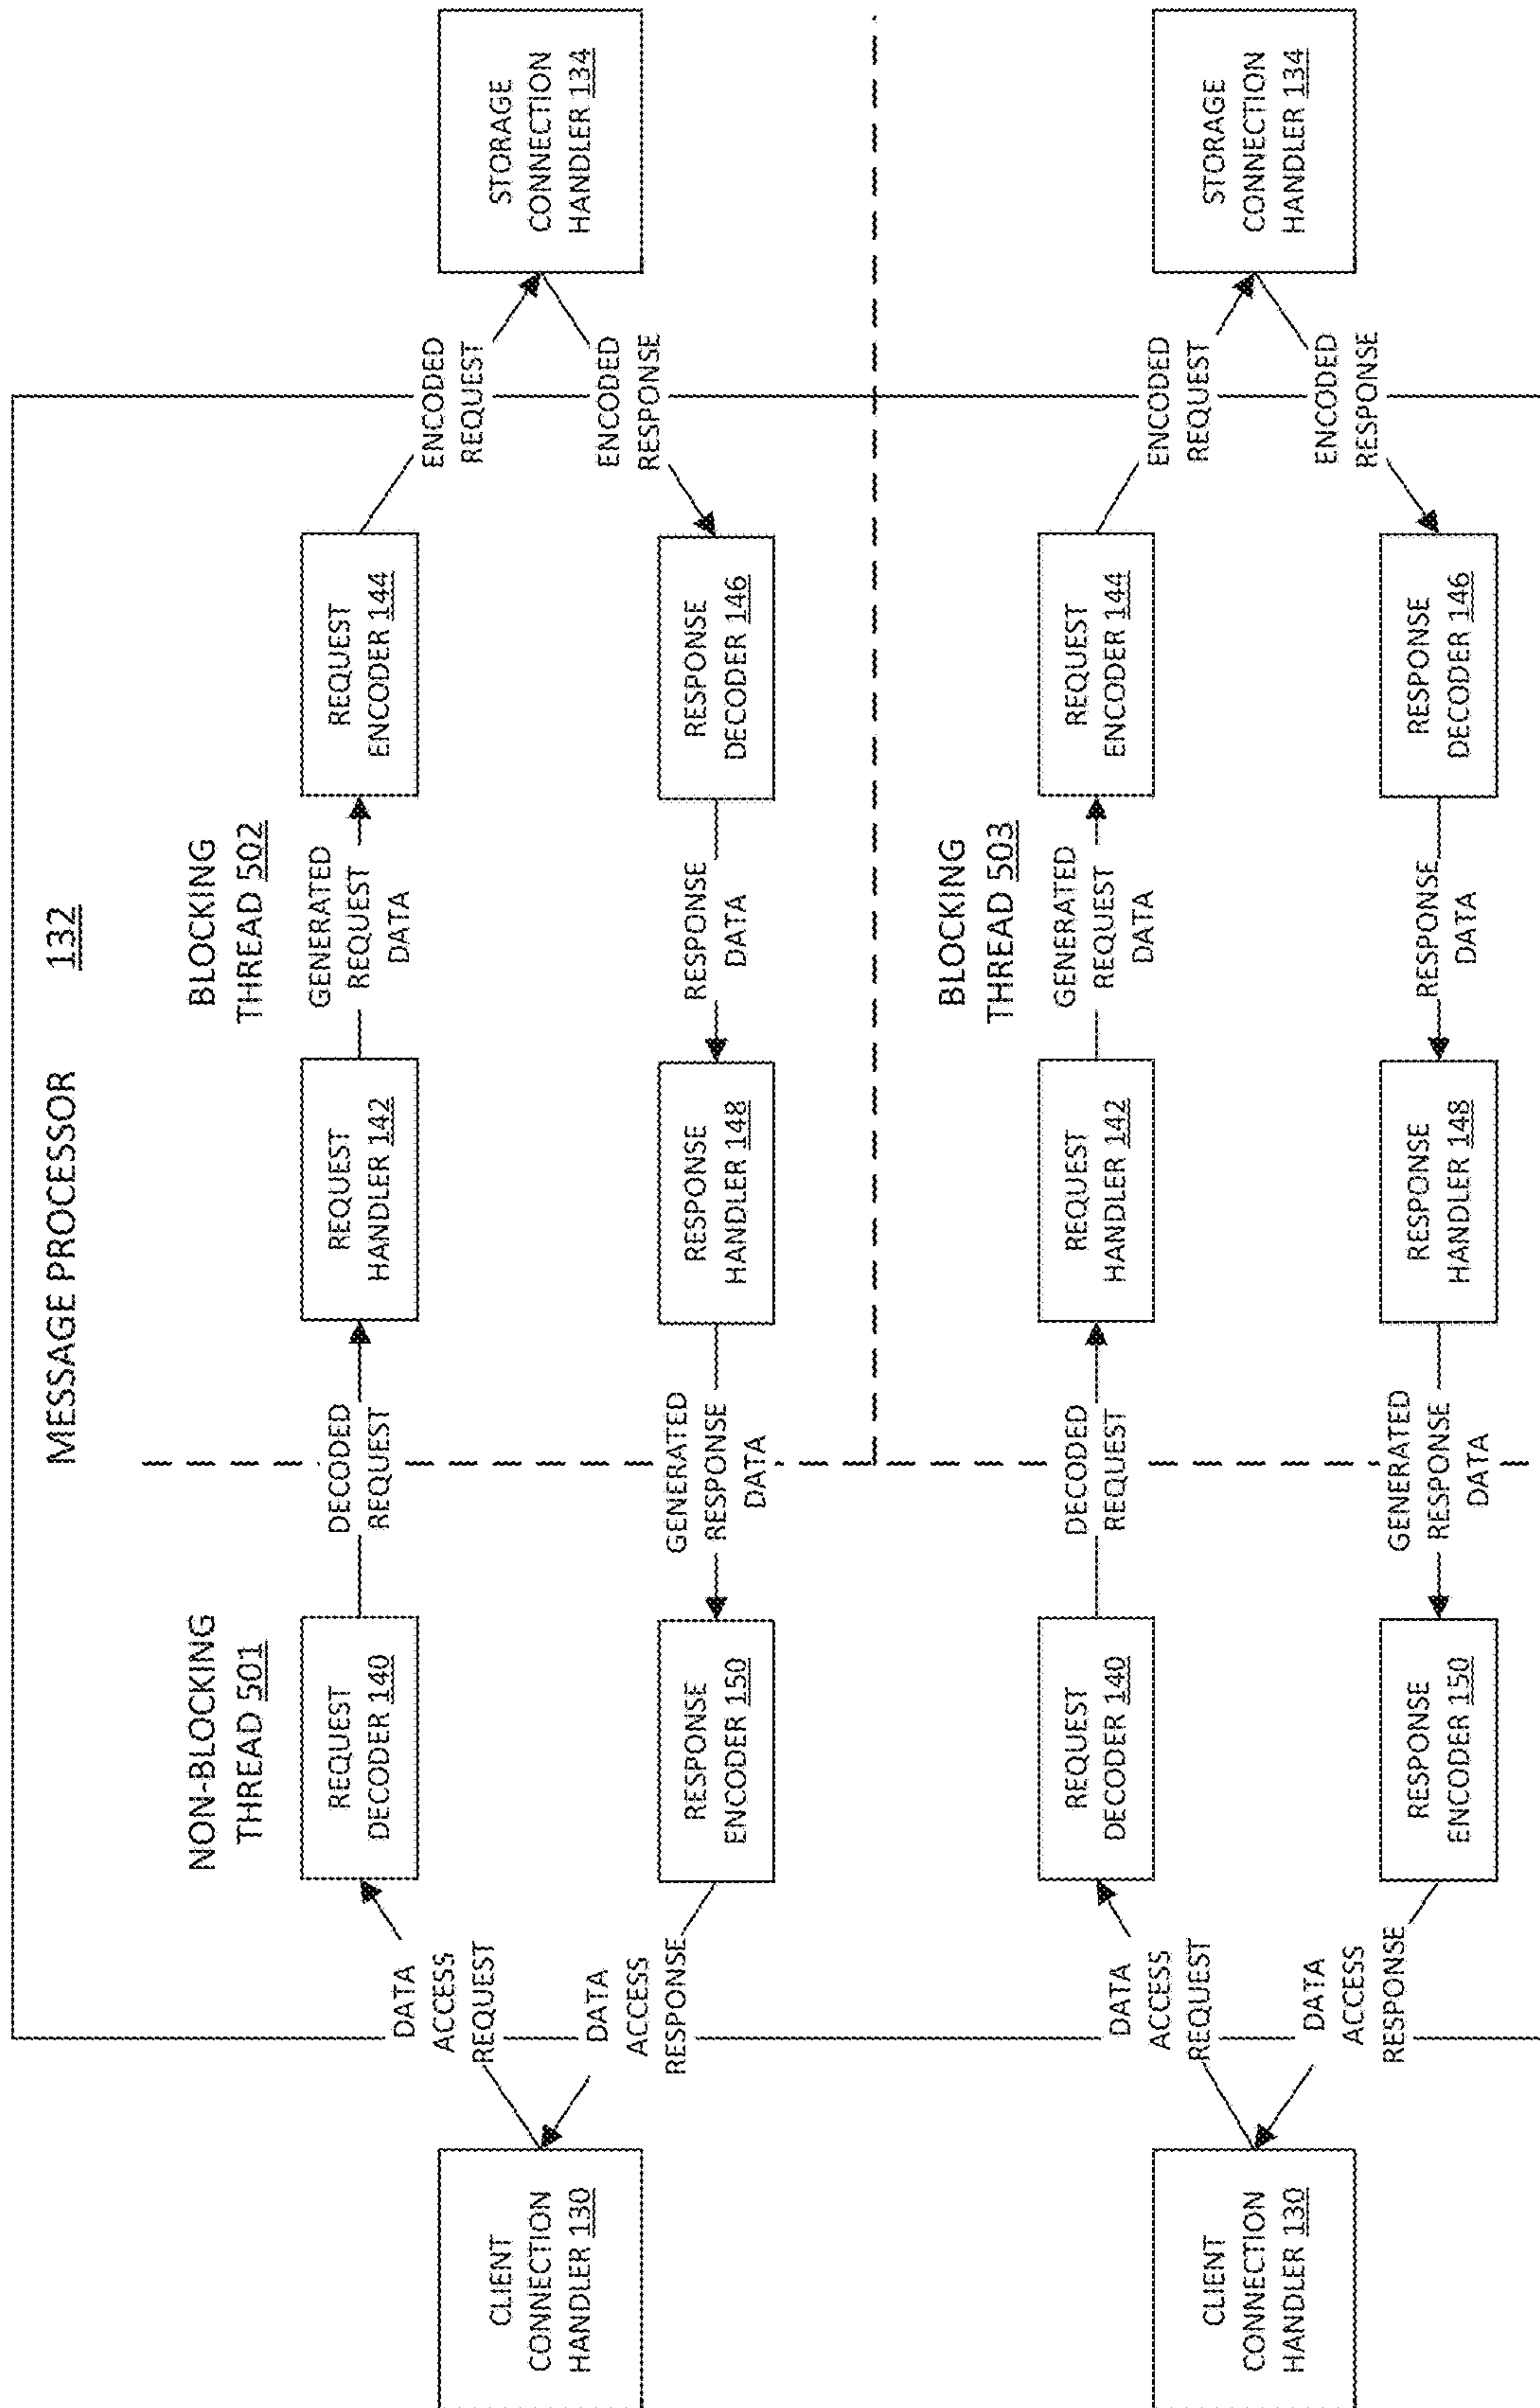 MESSAGE PROCESSOR 132
NON-BLOCKING
THREAD 501
BLOCKING
THREAD 502
CLIENT
CONNECTION
HANDLER 130
DATA
ACCESS
REQUEST
REQUEST
DECODER 140
DECODED
REQUEST
REQUEST
HANDLER 142
GENERATED
REQUEST
DATA
REQUEST
ENCODER 144
ENCODED
REQUEST
STORAGE
CONNECTION
HANDLER 134
DATA
ACCESS
RESPONSE
RESPONSE
ENCODER 150
GENERATED
RESPONSE
DATA
RESPONSE
HANDLER 148
RESPONSE
DATA
RESPONSE
DECODER 146
ENCODED
RESPONSE
BLOCKING
THREAD 503
CLIENT
CONNECTION
HANDLER 130
DATA
ACCESS
REQUEST
REQUEST
DECODER 140
DECODED
REQUEST
REQUEST
HANDLER 142
GENERATED
REQUEST
DATA
REQUEST
ENCODER 144
ENCODED
REQUEST
STORAGE
CONNECTION
HANDLER 134
DATA
ACCESS
RESPONSE
RESPONSE
ENCODER 150
GENERATED
RESPONSE
DATA
RESPONSE
HANDLER 148
RESPONSE
DATA
RESPONSE
DECODER 146
ENCODED
RESPONSE